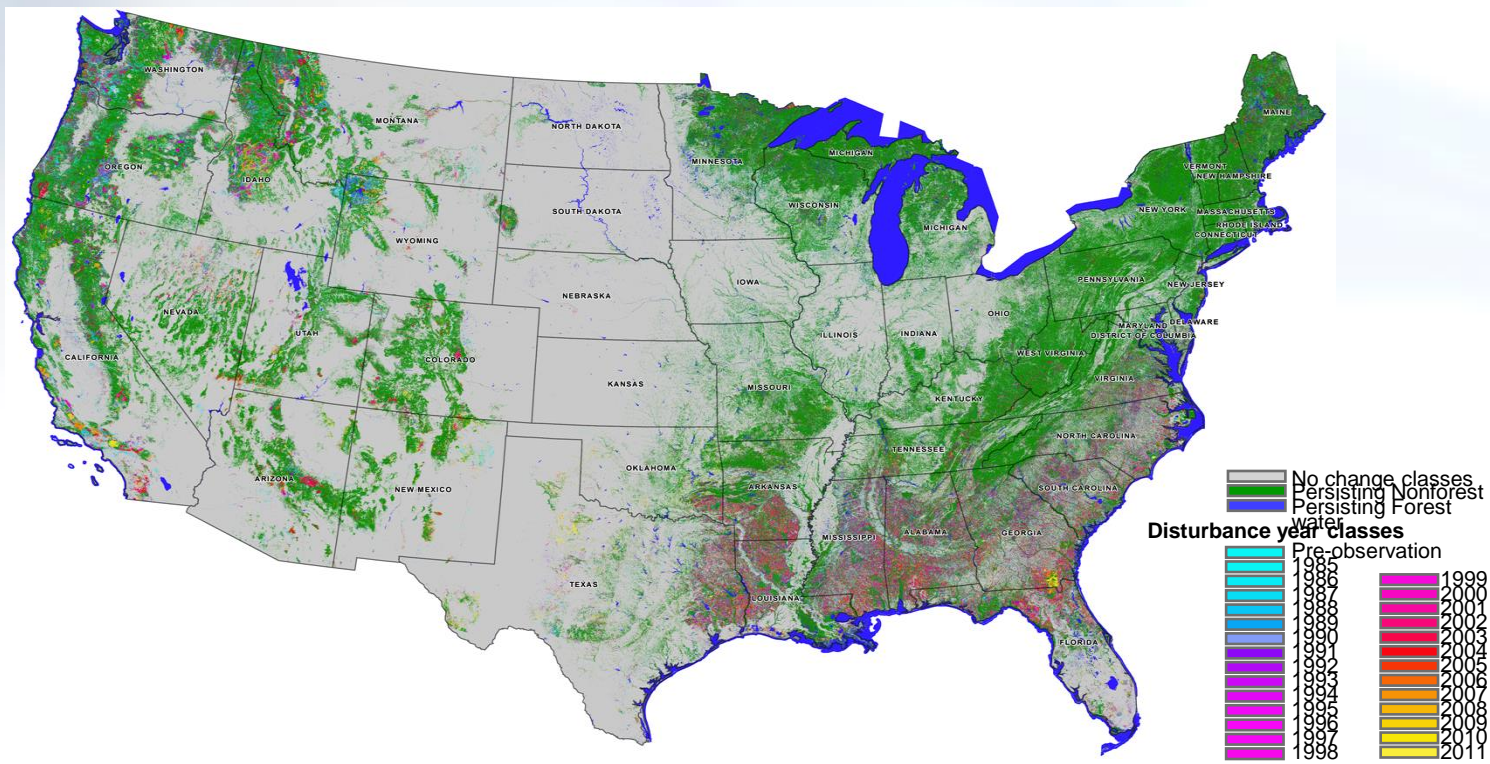 WASHINGTON
MONTANA
NORTH DAKOTA
MINNESOTA
MICHIGAN
MAINE
VERMONT
NEW HAMPSHIRE
OREGON
IDAHO
SOUTH DAKOTA
WISCONSIN
MICHIGAN
NEW YORK
MASSACHUSETTS
RHODE ISLAND
CONNECTICUT
WYOMING
IOWA
PENNSYLVANIA
NEW JERSEY
NEBRASKA
NEVADA
UTAH
ILLINOIS
INDIANA
OHIO
MARYLAND
DELAWARE
DISTRICT OF COLUMBIA
CALIFORNIA
COLORADO
KANSAS
MISSOURI
WEST VIRGINIA
VIRGINIA
KENTUCKY
NORTH CAROLINA
TENNESSEE
OKLAHOMA
ARKANSAS
ARIZONA
NEW MEXICO
SOUTH CAROLINA
MISSISSIPPI
ALABAMA
GEORGIA
TEXAS
LOUISIANA
FLORIDA
No change classes
Persisting Nonforest
Persisting Forest
water
Disturbance year classes
Pre-observation
1985
1986
1987
1988
1989
1990
1991
1992
1993
1994
1995
1996
1997
1998
1999
2000
2001
2002
2003
2004
2005
2006
2007
2008
2009
2010
2011